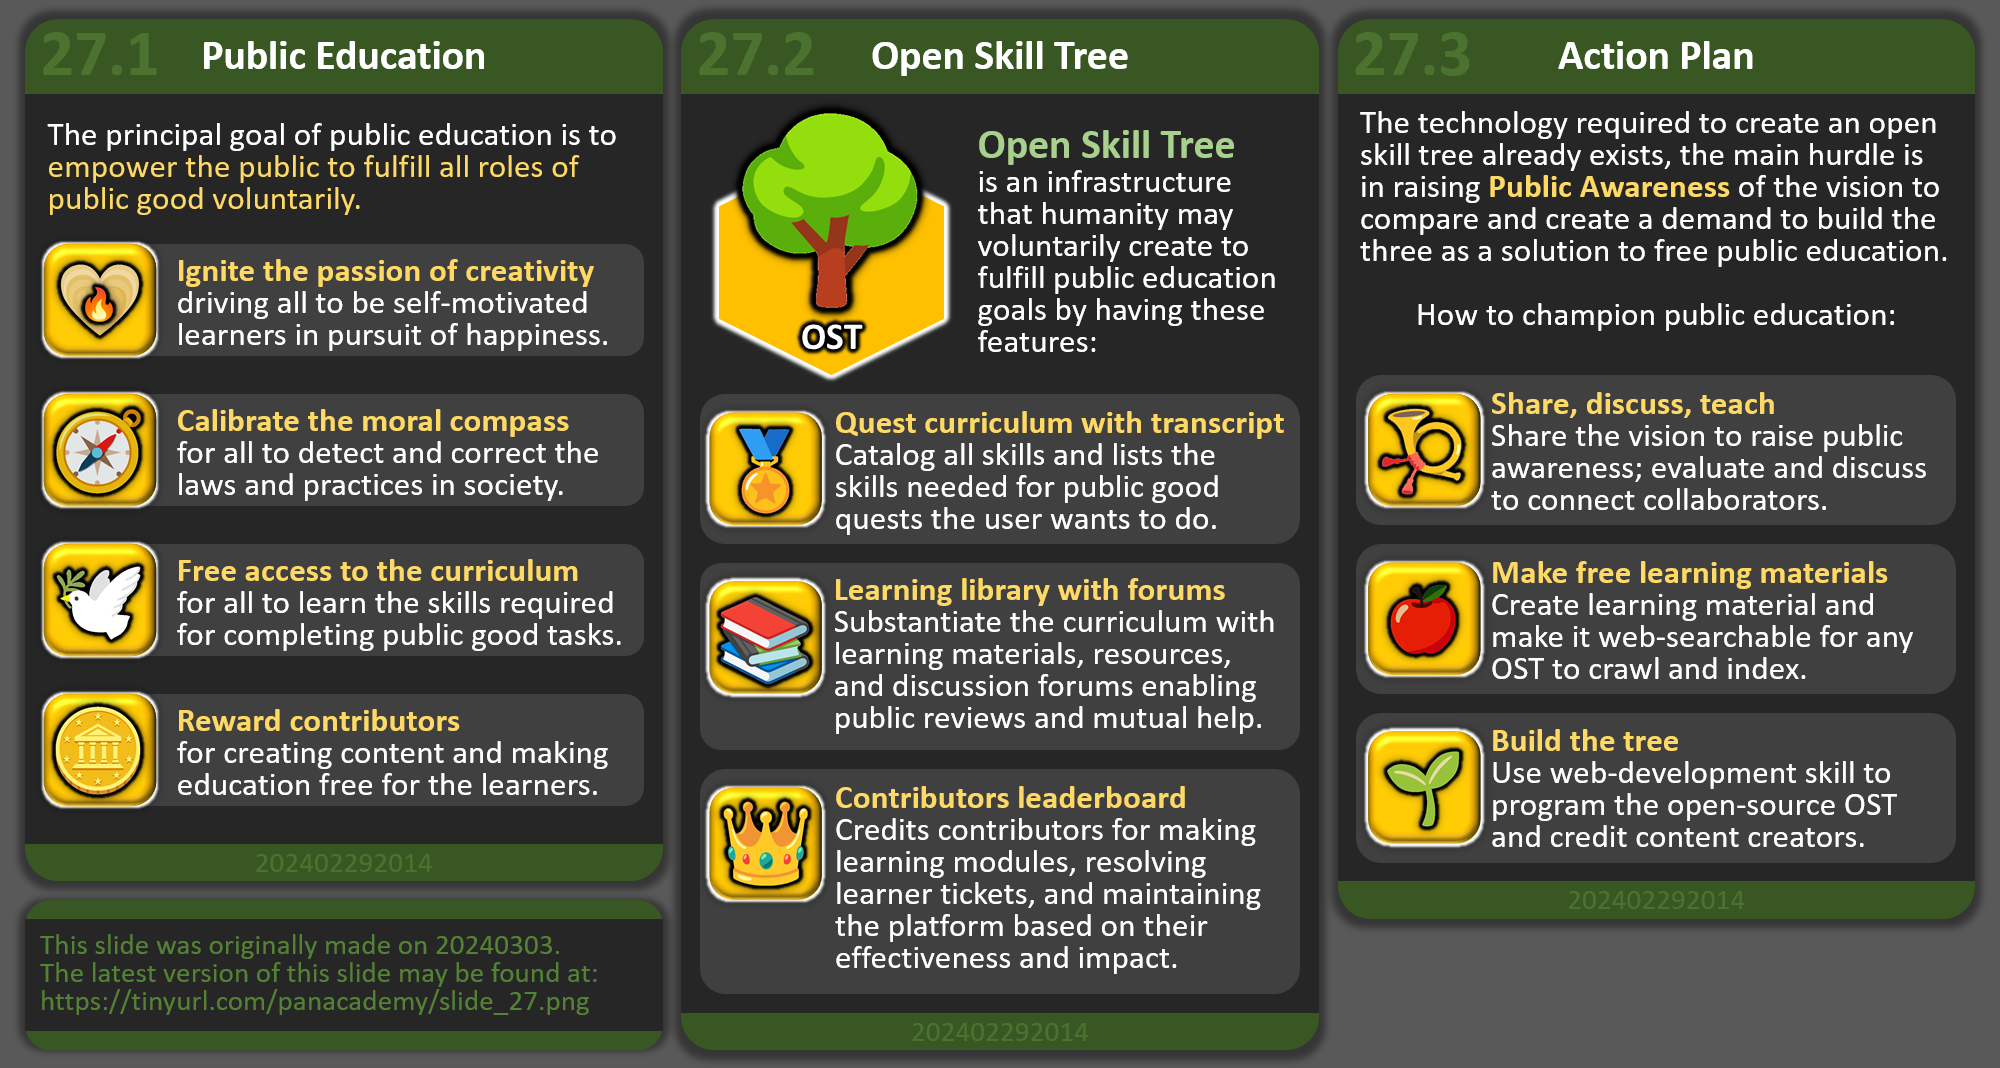 27.1 Public Education
The principal goal of public education is to
empower the public to fulfill all roles of
public good voluntarily.
Ignite the passion of creativity
driving all to be self-motivated
learners in pursuit of happiness.
Calibrate the moral compass
for all to detect and correct the
laws and practices in society.
Free access to the curriculum
for all to learn the skills required
for completing public good tasks.
Reward contributors
for creating content and making
education free for the learners.
202402292014
This slide was originally made on 20240303.
The latest version of this slide may be found at:
https://tinyurl.com/panacademy/slide_27.png
27.2 Open Skill Tree
OST
Open Skill Tree
is an infrastructure
that humanity may
voluntarily create to
fulfill public education
goals by having these
features:
Quest curriculum with transcript
Catalog all skills and lists the
skills needed for public good
quests the user wants to do.
Learning library with forums
Substantiate the curriculum with
learning materials, resources,
and discussion forums enabling
public reviews and mutual help.
Contributors leaderboard
Credits contributors for making
learning modules, resolving
learner tickets, and maintaining
the platform based on their
effectiveness and impact.
202402292014
27.3 Action Plan
The technology required to create an open
skill tree already exists, the main hurdle is
in raising Public Awareness of the vision to
compare and create a demand to build the
three as a solution to free public education.
How to champion public education:
Share, discuss, teach
Share the vision to raise public
awareness; evaluate and discuss
to connect collaborators.
Make free learning materials
Create learning material and
make it web-searchable for any
OST to crawl and index.
Build the tree
Use web-development skill to
program the open-source OST
and credit content creators.
202402292014